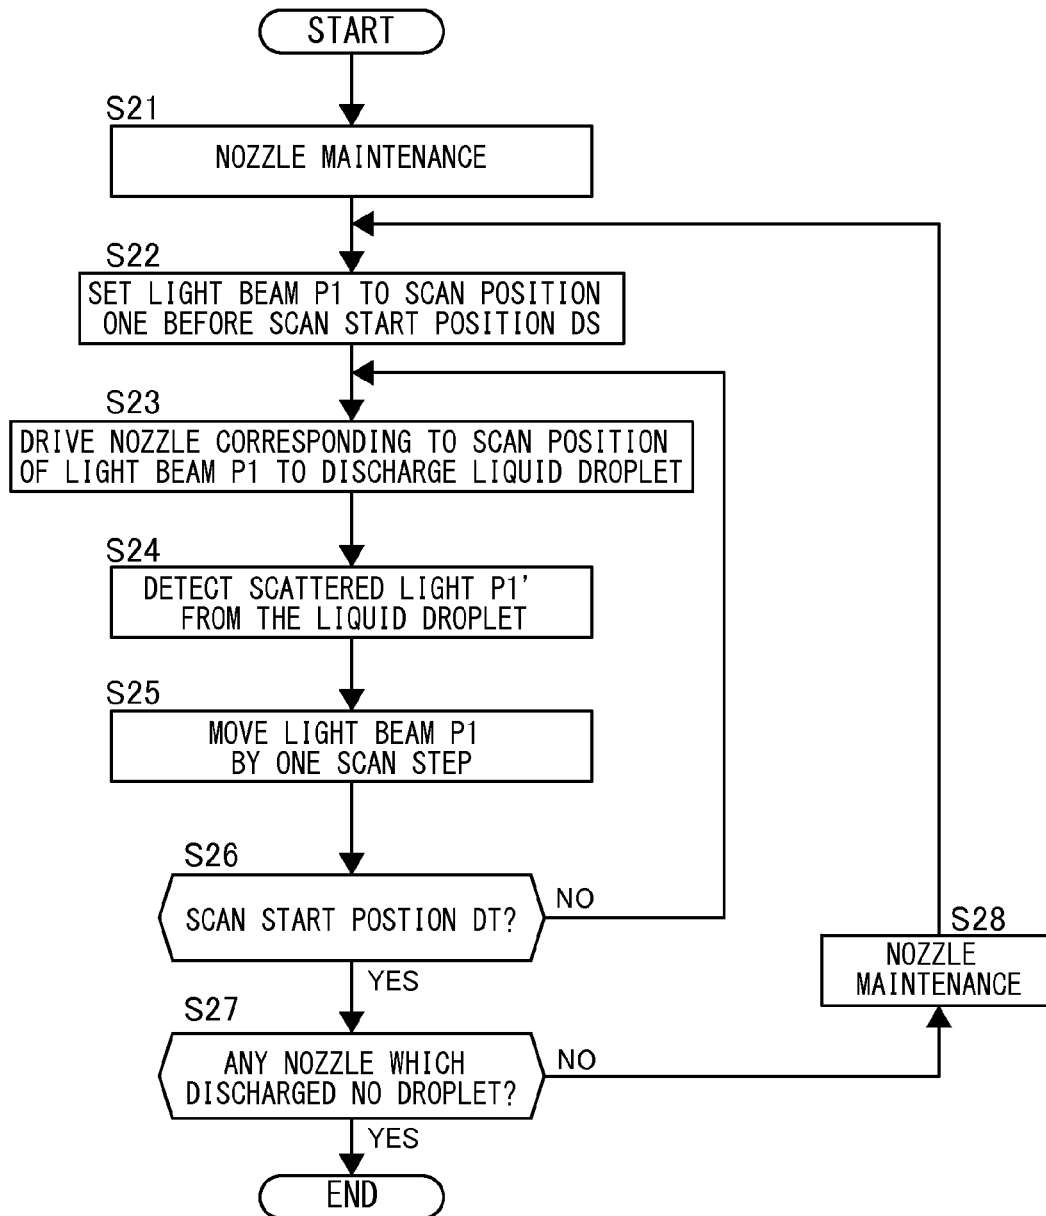 START
S21
NOZZLE MAINTENANCE
S22
SET LIGHT BEAM P1 TO SCAN POSITION
ONE BEFORE SCAN START POSITION DS
S23
DRIVE NOZZLE CORRESPONDING TO SCAN POSITION
OF LIGHT BEAM P1 TO DISCHARGE LIQUID DROPLET
S24
DETECT SCATTERED LIGHT P1'
FROM THE LIQUID DROPLET
S25
MOVE LIGHT BEAM P1
BY ONE SCAN STEP
S26
SCAN START POSTION DT?
NO
YES
S28
NOZZLE
MAINTENANCE
S27
ANY NOZZLE WHICH
DISCHARGED NO DROPLET?
NO
YES
END